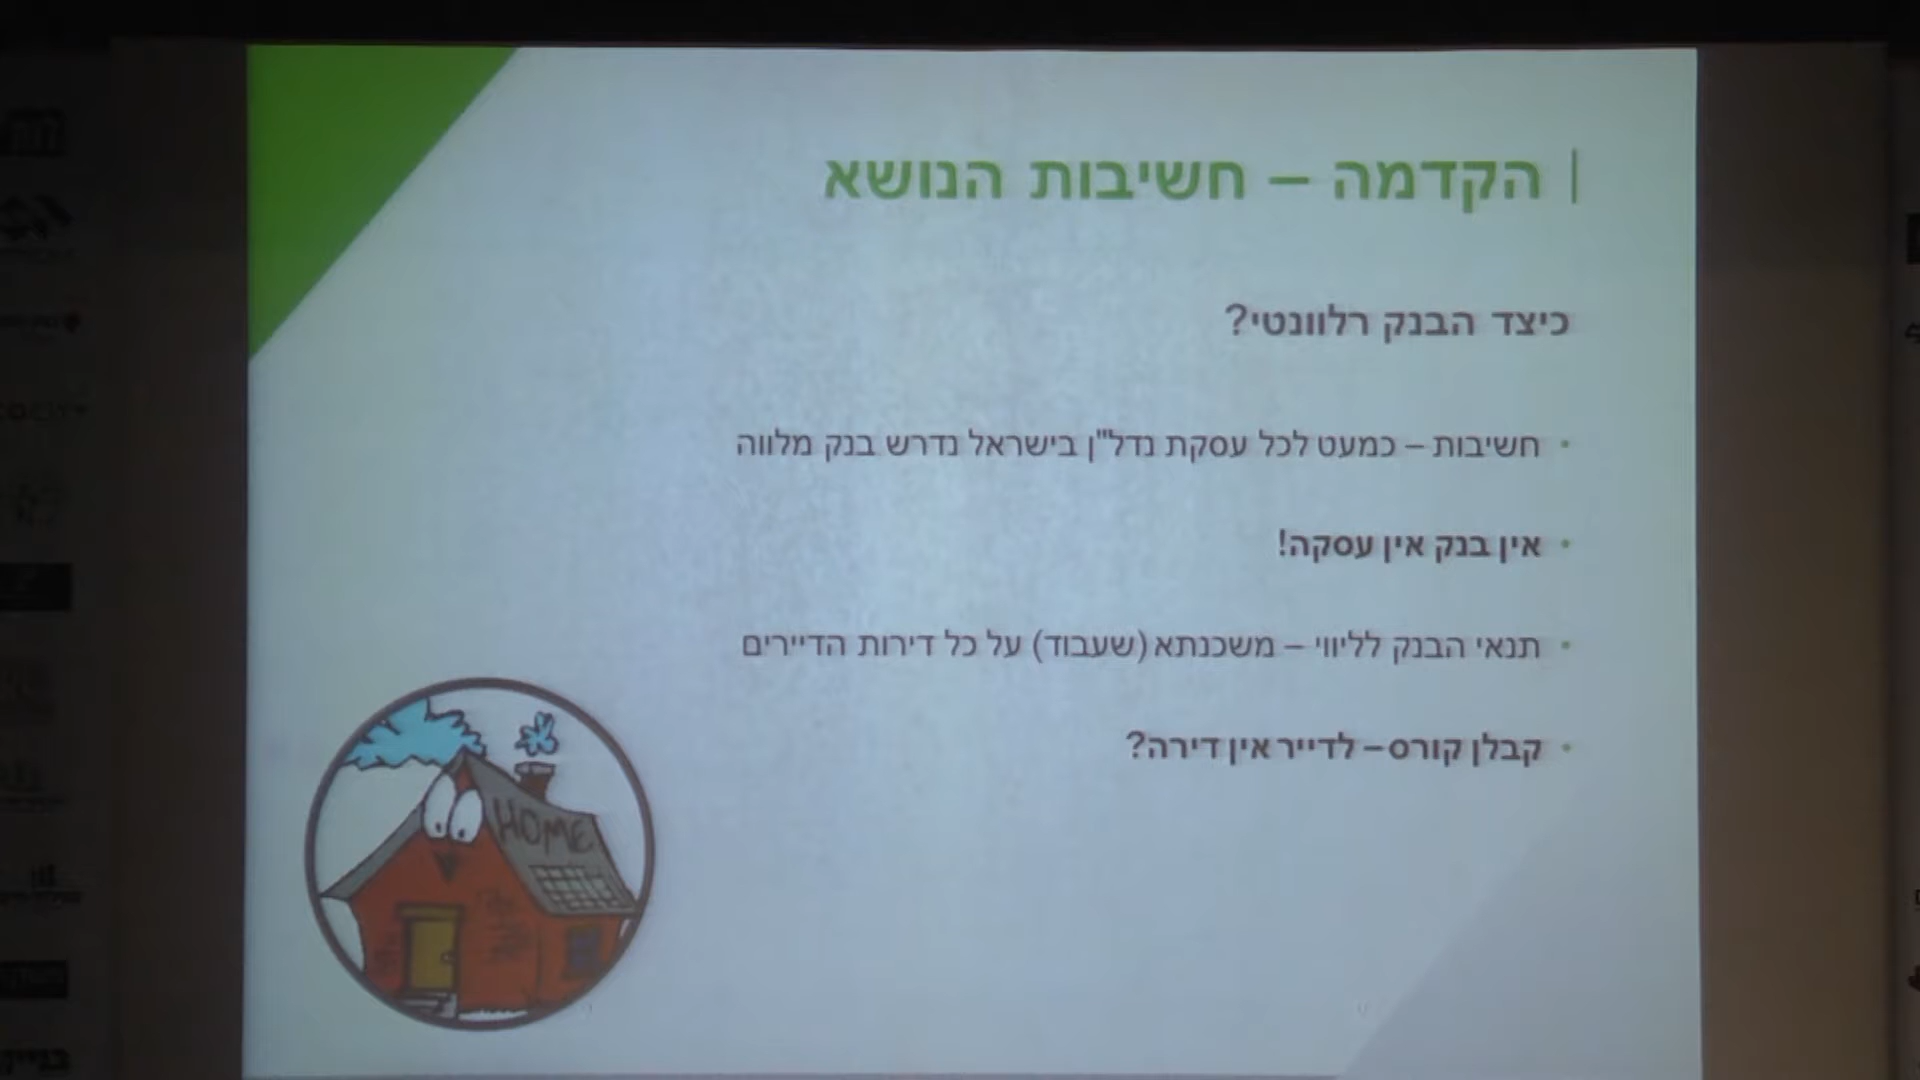 הקדמה – חשיבות הנושא
כיצד הבנק רלוונטי?
• חשיבות – כמעט לכל עסקת נדל"ן בישראל נדרש בנק מלווה
• אין בנק אין עסקה!
• תנאי הבנק לליווי – משכנתא (שעבוד) על כל דירות הדיירים
• קבלן קורס – לדייר אין דירה?
HOME